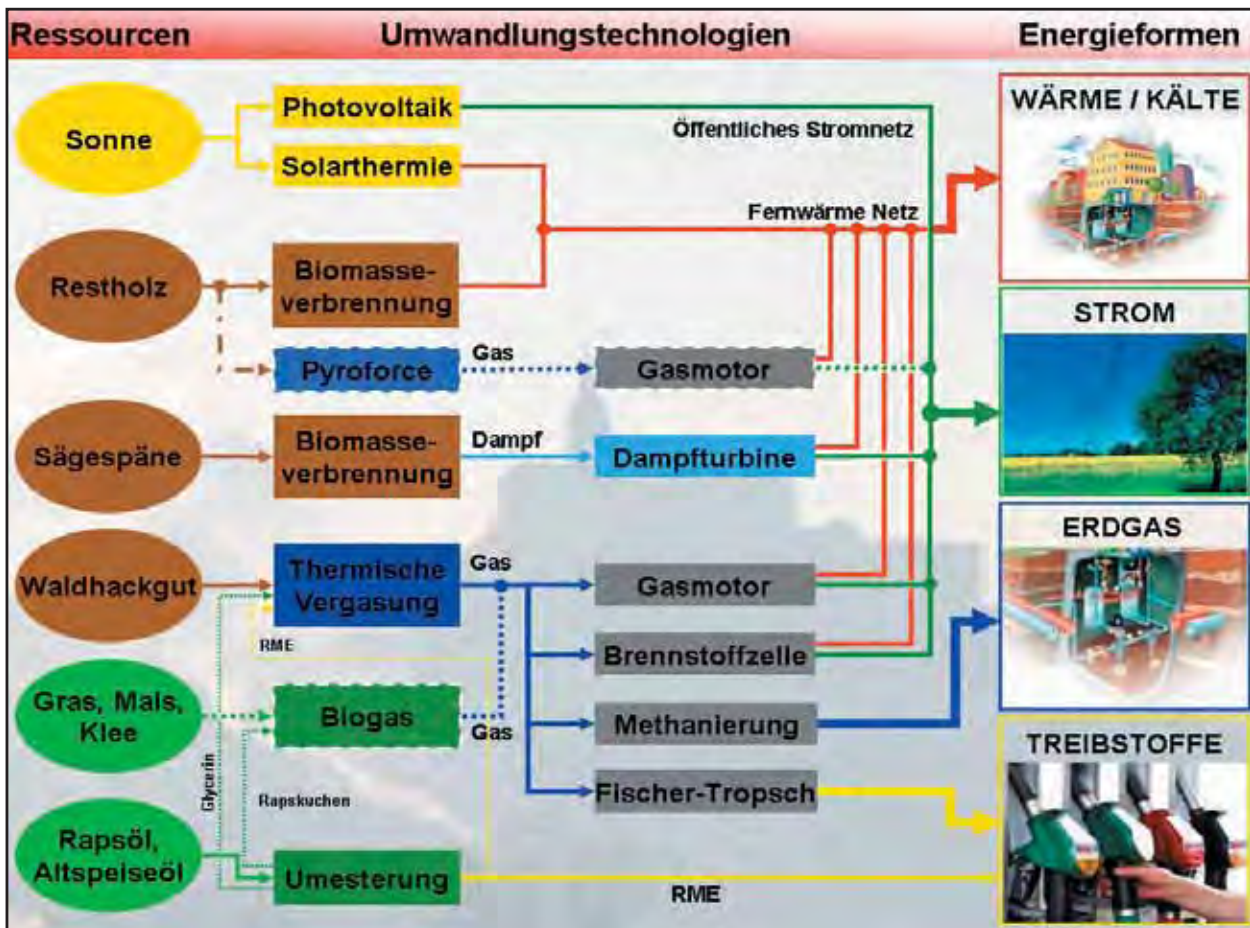 Ressourcen
Umwandlungstechnologien
Energieformen
Sonne
Photovoltaik
Solarthermie
Öffentliches Stromnetz
Fernwärme Netz
WÄRME / KÄLTE
Restholz
Biomasse-
verbrennung
Pyroforce
Gas
Gasmotor
STROM
Sägespäne
Biomasse-
verbrennung
Dampf
Dampfturbine
Waldhackgut
Thermische
Vergasung
Gas
Gasmotor
ERDGAS
RME
Brennstoffzelle
Gras, Mais,
Klee
Biogas
Gas
Methanierung
Glycerin
Rapskuchen
Fischer-Tropsch
TREIBSTOFFE
Rapsöl,
Altspeiseöl
Umesterung
RME